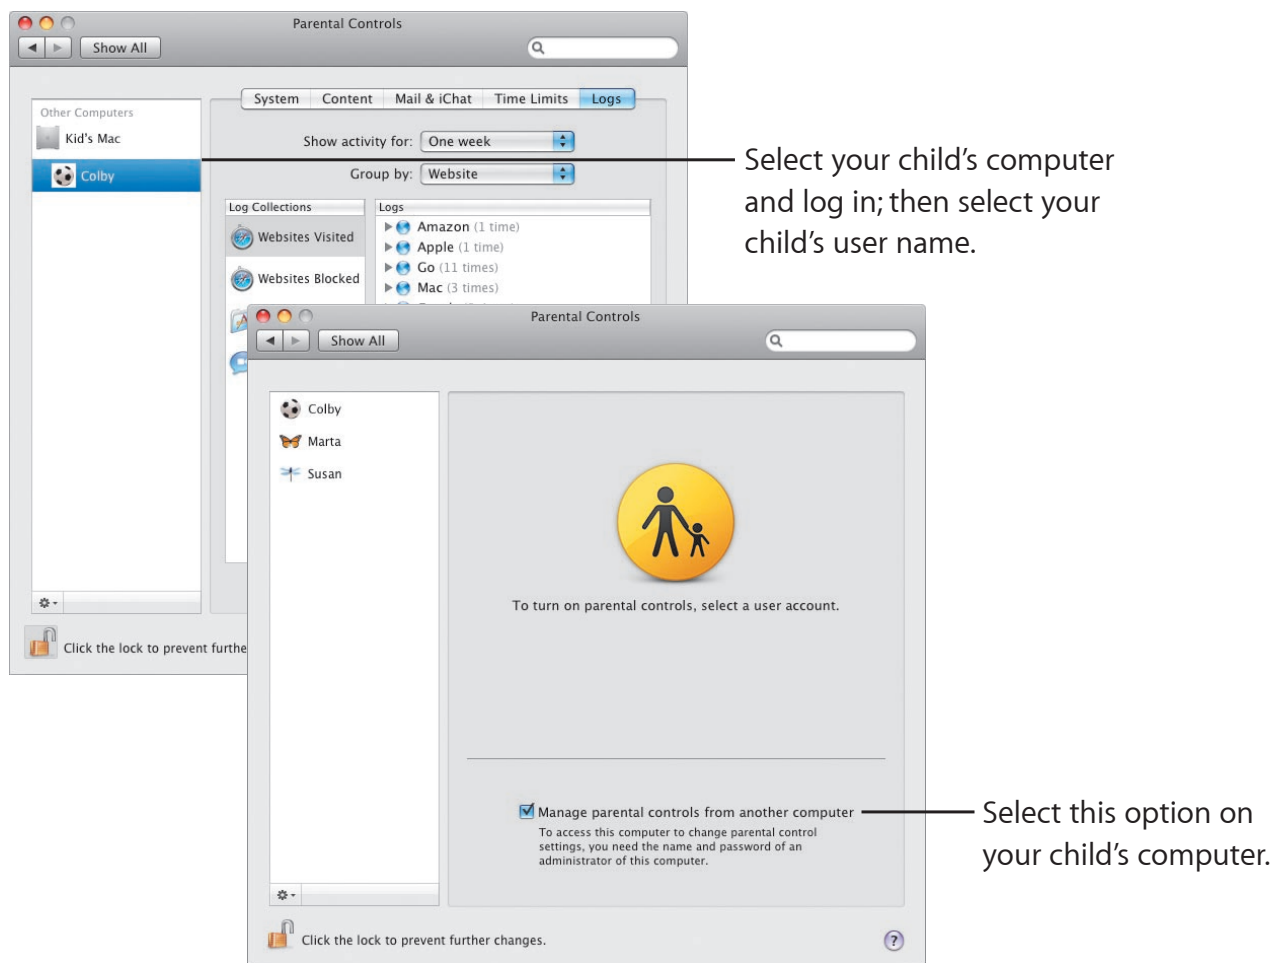 Parental Controls
Show All
System Content Mail & iChat Time Limits Logs
Other Computers
Kid's Mac
Colby
Show activity for: One week
Group by: Website
Log Collections
Websites Visited
Websites Blocked
Logs
Amazon (1 time)
Apple (1 time)
Go (11 times)
Mac (3 times)
Click the lock to prevent furthe
Select your child’s computer
and log in; then select your
child’s user name.
Parental Controls
Show All
Colby
Marta
Susan
To turn on parental controls, select a user account.
Manage parental controls from another computer
To access this computer to change parental control
settings, you need the name and password of an
administrator of this computer.
Click the lock to prevent further changes.
?
Select this option on
your child’s computer.